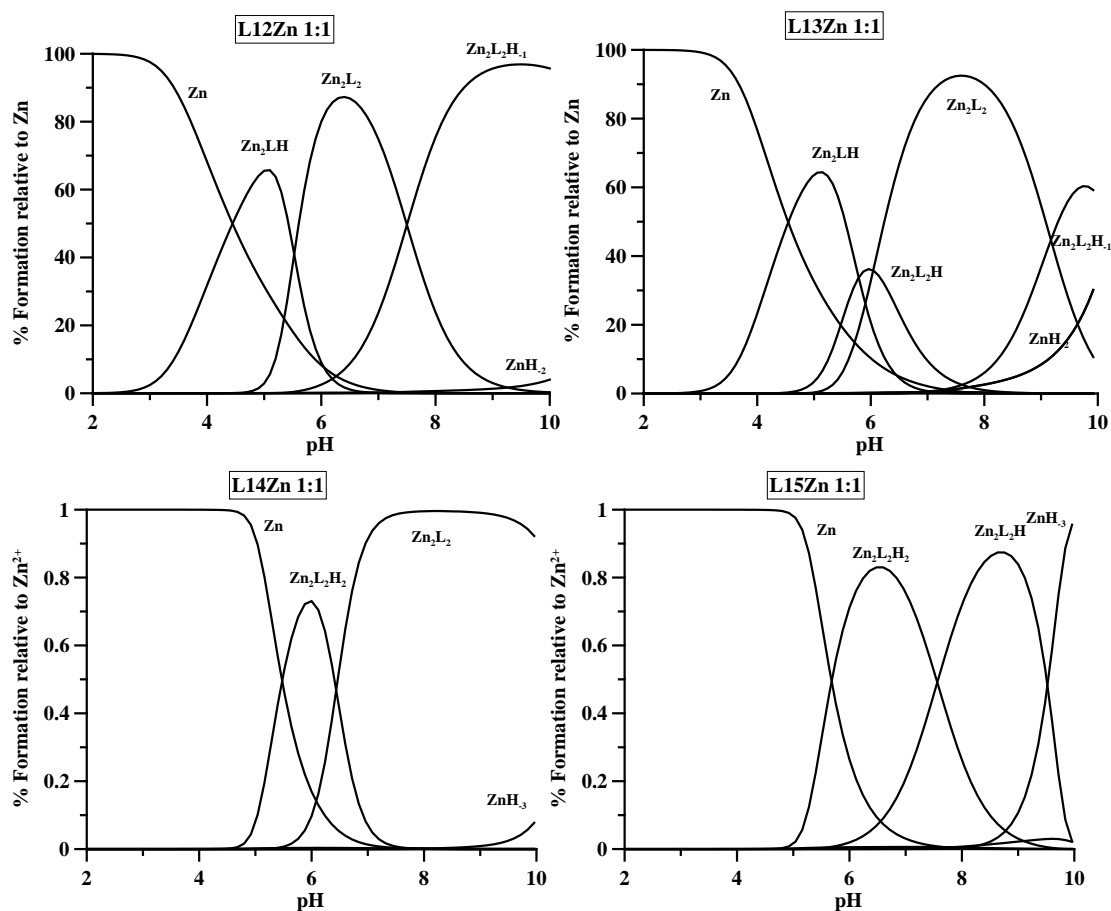 L12Zn 1:1
L13Zn 1:1
% Formation relative to Zn
100
80
60
40
20
0
Zn
Zn₂LH
Zn₂L₂
Zn₂L₂H₋₁
ZnH₋₂
2
4
6
8
10
pH
% Formation relative to Zn
100
80
60
40
20
0
Zn
Zn₂LH
Zn₂L₂H
Zn₂L₂
Zn₂L₂H₋₁
ZnH₋₂
2
4
6
8
10
pH
L14Zn 1:1
L15Zn 1:1
% Formation relative to Zn²⁺
1
0.8
0.6
0.4
0.2
0
Zn
Zn₂L₂H₂
Zn₂L₂
ZnH₋₃
2
4
6
8
10
pH
% Formation relative to Zn²⁺
1
0.8
0.6
0.4
0.2
0
Zn
Zn₂L₂H₂
Zn₂L₂H
ZnH₋₃
2
4
6
8
10
pH